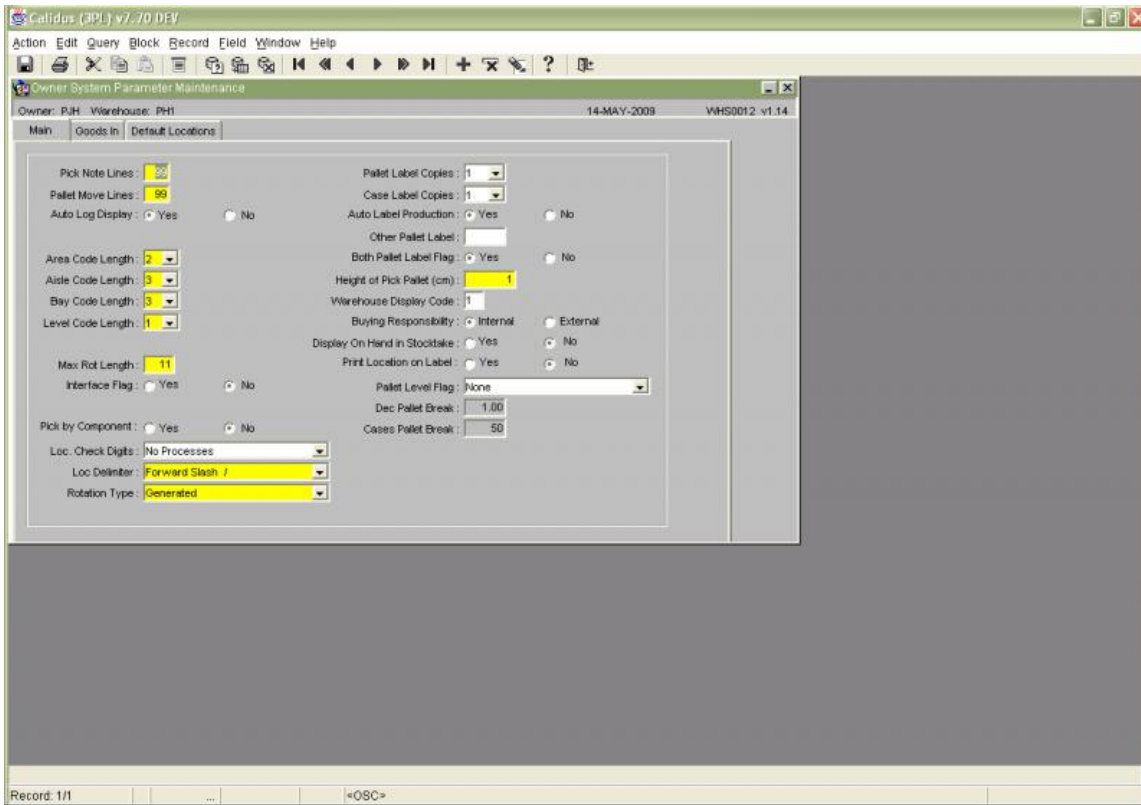 Calidus (3PL) v7.70 DEV
Action Edit Query Block Record Field Window Help
Owner System Parameter Maintenance
Owner: PJH Warehouse: PH1 14-MAY-2009 WHS0012 v1.14
Main Goods In Default Locations
Pick Note Lines : 99 Pallet Label Copies : 1
Pallet Move Lines : 99 Case Label Copies : 1
Auto Log Display : Yes No Auto Label Production : Yes No
Other Pallet Label :
Area Code Length : 2 Both Pallet Label Flag : Yes No
Aisle Code Length : 3 Height of Pick Pallet (cm) : 1
Bay Code Length : 3 Warehouse Display Code : 1
Level Code Length : 1 Buying Responsibility : Internal External
Display On Hand in Stocktake : Yes No
Max Rot Length : 11 Print Location on Label : Yes No
Interface Flag : Yes No Pallet Level Flag : None
Dec Pallet Break : 1.00
Pick by Component : Yes No Cases Pallet Break : 50
Loc. Check Digits : No Processes
Loc Delimiter : Forward Slash /
Rotation Type : Generated
Record: 1/1 ... <OSC>